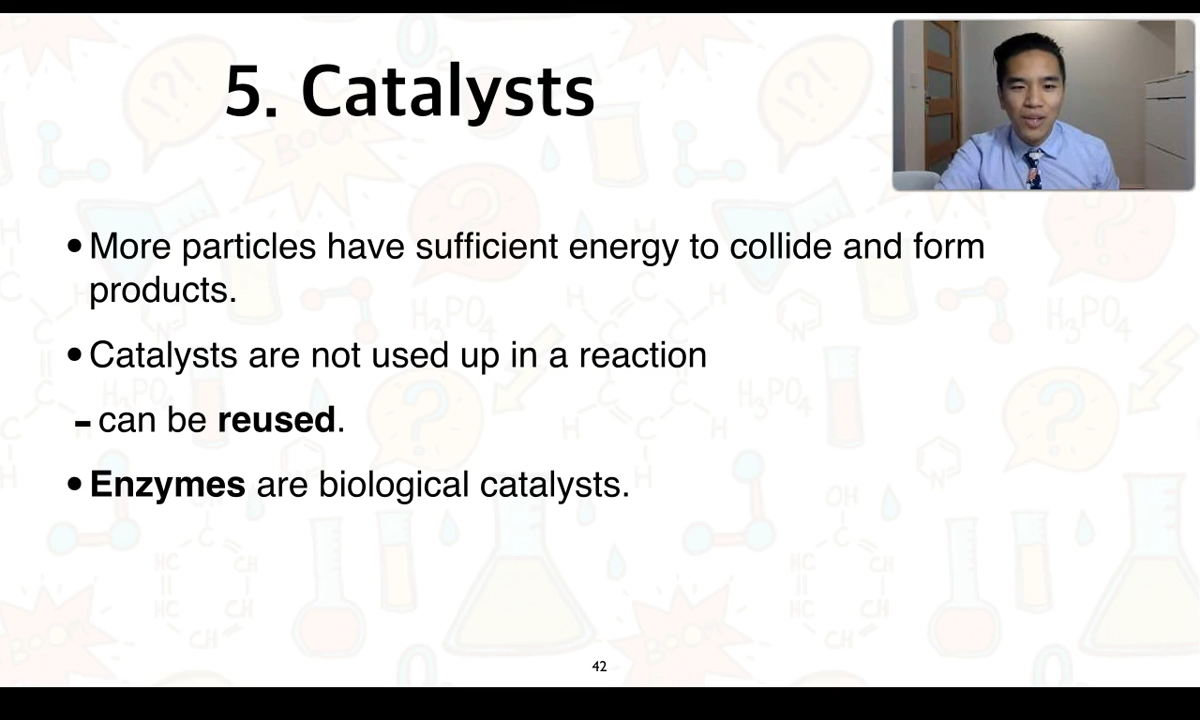 5. Catalysts
•More particles have sufficient energy to collide and form
products.
•Catalysts are not used up in a reaction
- can be reused.
•Enzymes are biological catalysts.
42